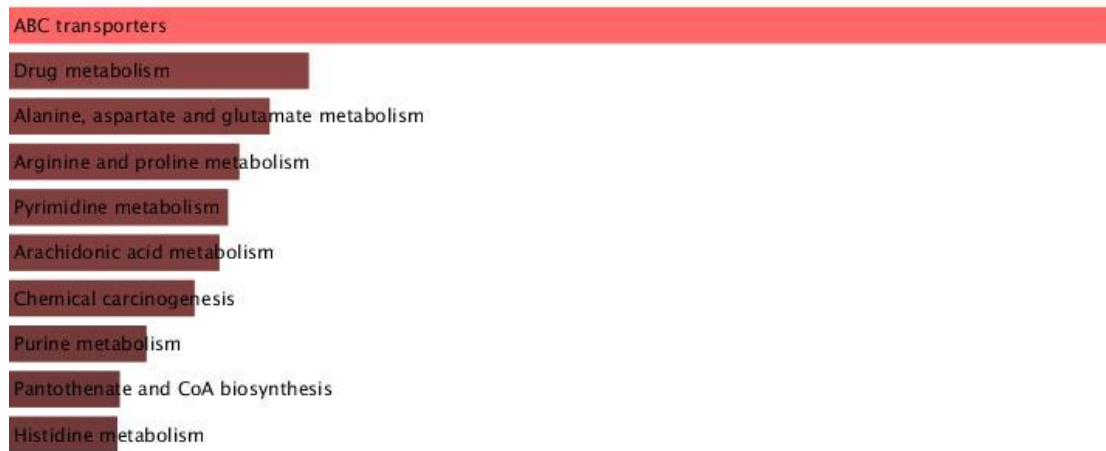 ABC transporters
Drug metabolism
Alanine, aspartate and glutamate metabolism
Arginine and proline metabolism
Pyrimidine metabolism
Arachidonic acid metabolism
Chemical carcinogenesis
Purine metabolism
Pantothenate and CoA biosynthesis
Histidine metabolism